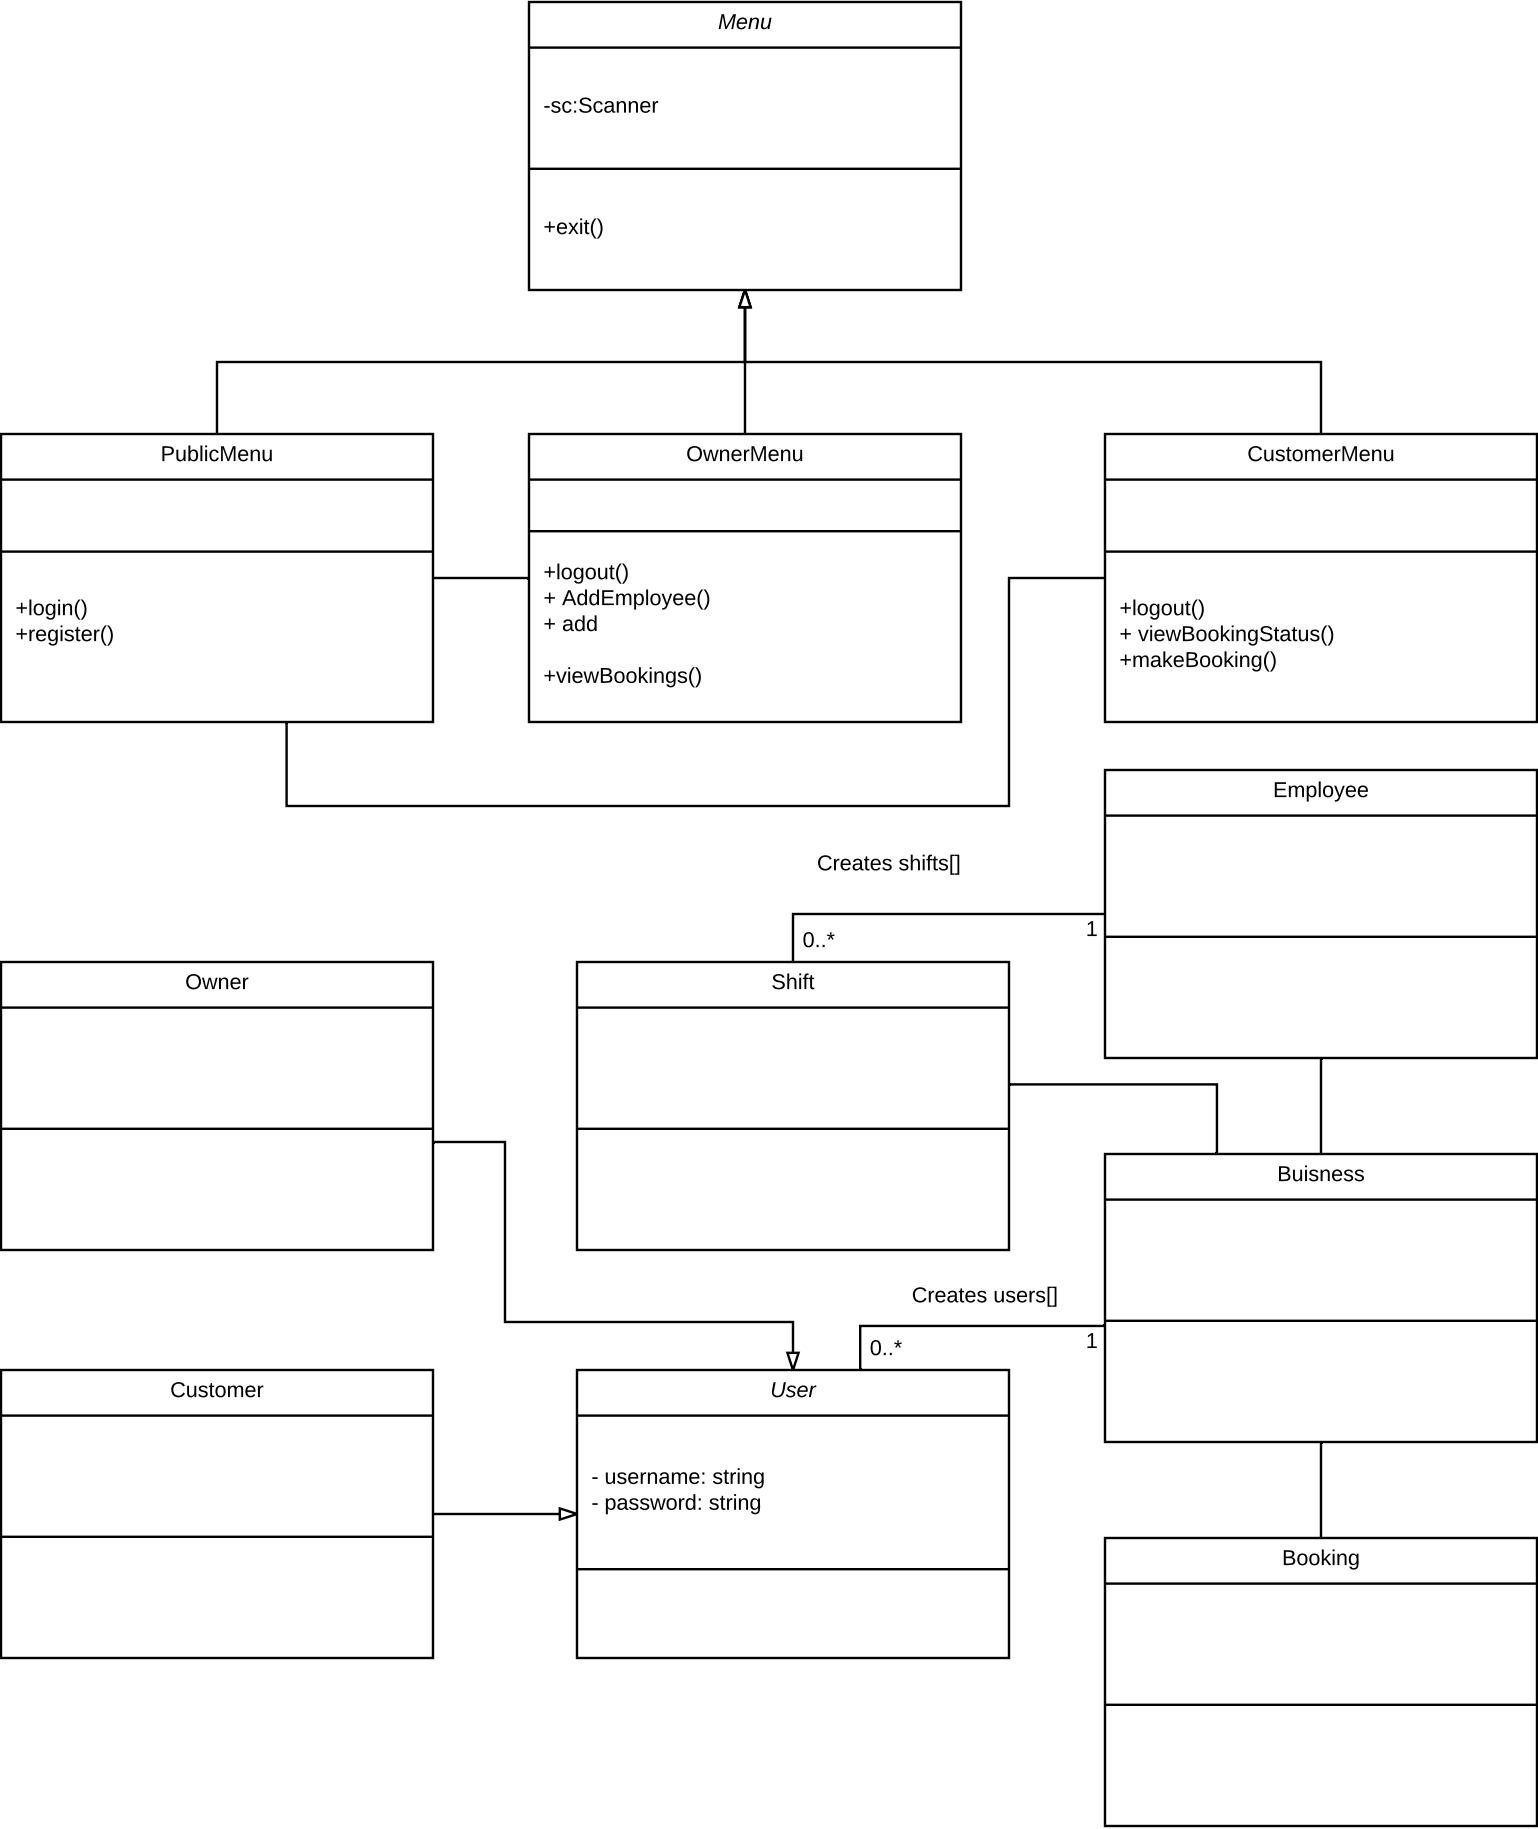 Menu
-sc:Scanner
+exit()
PublicMenu
+login()
+register()
OwnerMenu
+logout()
+ AddEmployee()
+ add
+viewBookings()
CustomerMenu
+logout()
+ viewBookingStatus()
+makeBooking()
Employee
Creates shifts[]
0..*
1
Owner
Shift
Buisness
Creates users[]
0..*
1
Customer
User
- username: string
- password: string
Booking